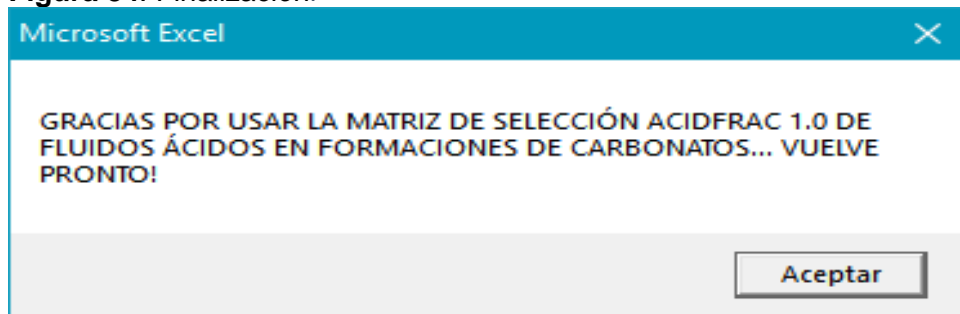 Finalización.
Microsoft Excel
GRACIAS POR USAR LA MATRIZ DE SELECCIÓN ACIDFRAC 1.0 DE
FLUIDOS ÁCIDOS EN FORMACIONES DE CARBONATOS... VUELVE
PRONTO!
Aceptar